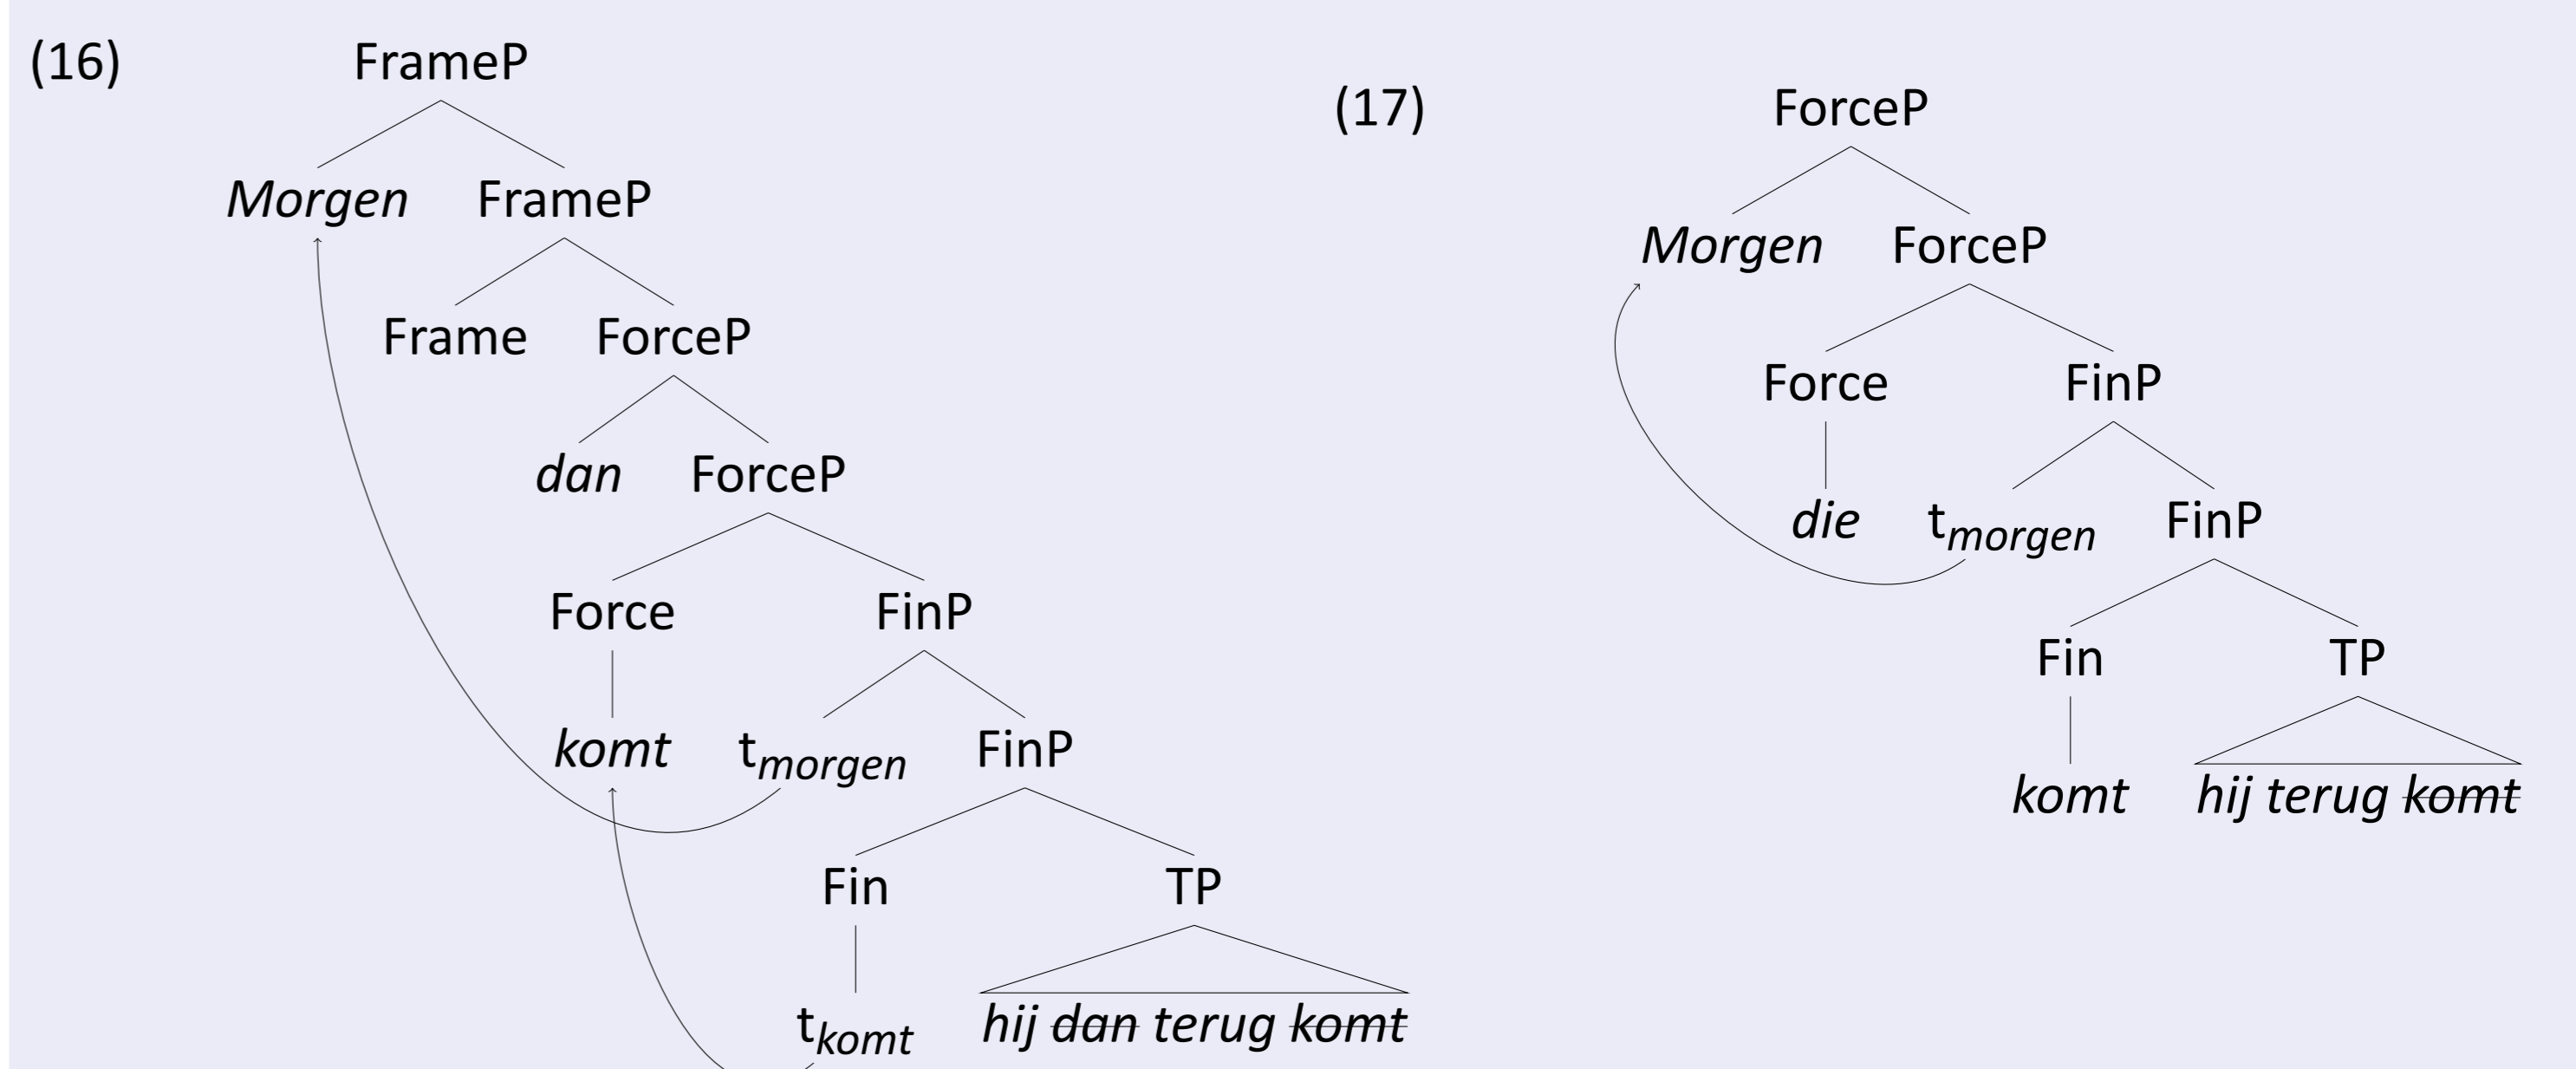 (16)
FrameP
Morgen FrameP
Frame ForceP
dan ForceP
Force FinP
komt tmorgen FinP
Fin TP
tkomt hij dan terug komt
(17)
ForceP
Morgen ForceP
Force FinP
die tmorgen FinP
Fin TP
komt hij terug komt